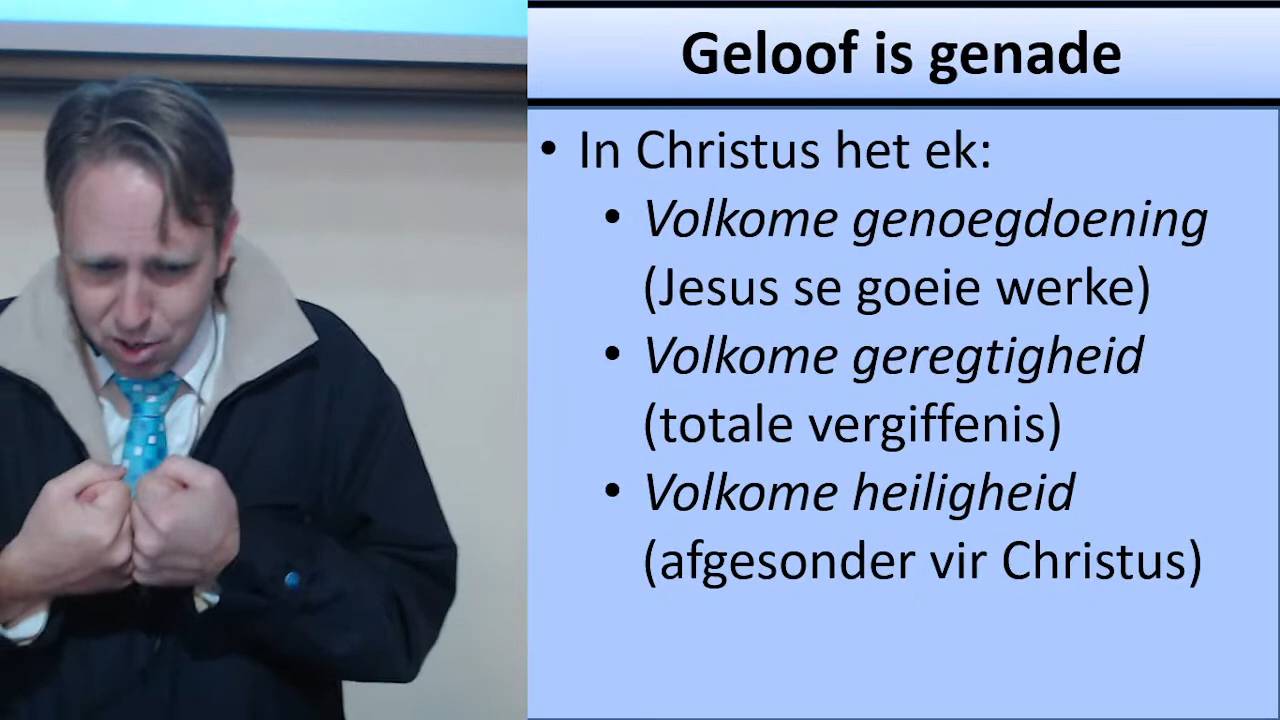 Geloof is genade
• In Christus het ek:
• Volkome genoegdoening
(Jesus se goeie werke)
• Volkome geregtigheid
(totale vergiffenis)
• Volkome heiligheid
(afgesonder vir Christus)